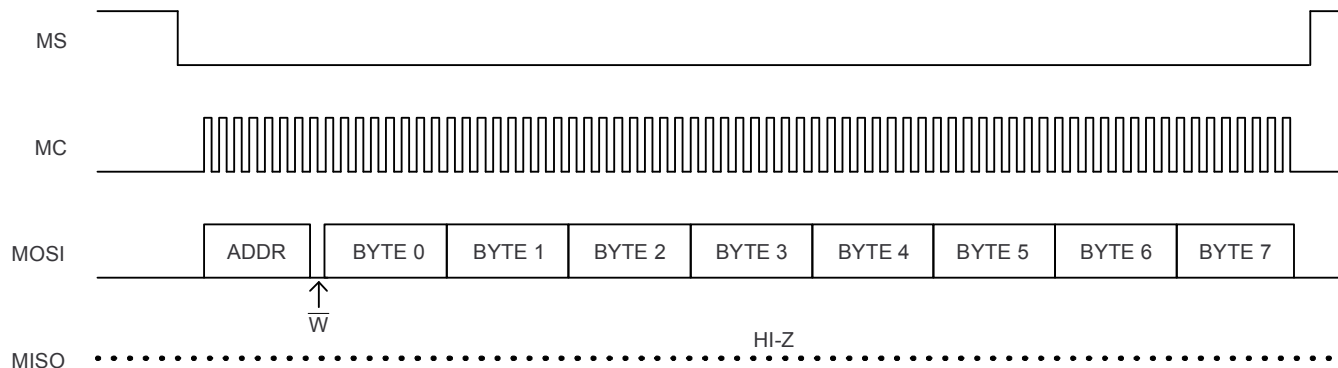 MS
MC
MOSI ADDR BYTE 0 BYTE 1 BYTE 2 BYTE 3 BYTE 4 BYTE 5 BYTE 6 BYTE 7
W̅
HI-Z
MISO